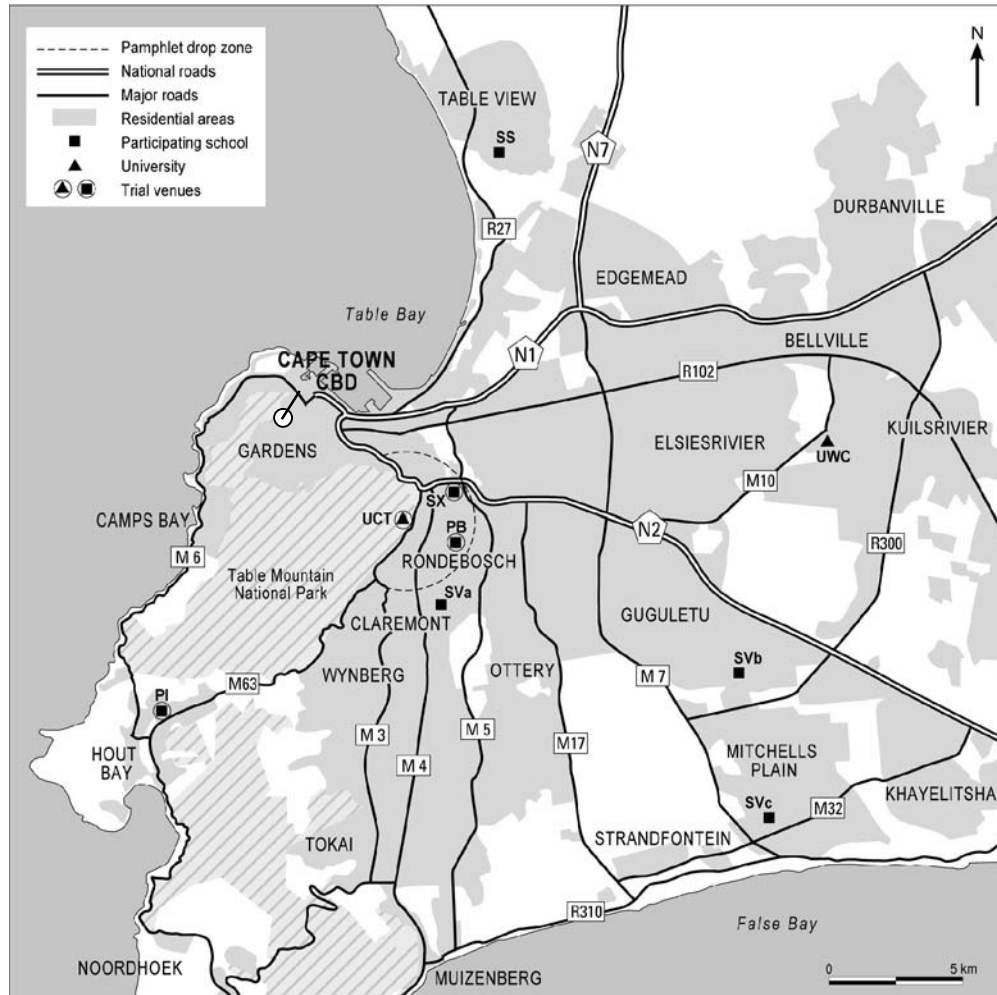 Pamphlet drop zone
National roads
Major roads
Residential areas
Participating school
University
Trial venues
N
TABLE VIEW
SS
N7
DURBANVILLE
R27
EDGEMEAD
Table Bay
BELLVILLE
N1
CAPE TOWN
CBD
R102
GARDENS
ELSIESRIVIER
KUILSRIVIER
UWC
M10
SX
CAMPS BAY
UCT
PB
N2
R300
M 6
RONDEBOSCH
Table Mountain
National Park
SVa
GUGULETU
CLAREMONT
SVb
WYNBERG
OTTERY
M63
M 7
PI
M 3
M 5
M17
HOUT
BAY
M 4
MITCHELLS
PLAIN
KHAYELITSHA
SVc
M32
TOKAI
STRANDFONTEIN
R310
False Bay
NOORDHOEK
MUIZENBERG
0 5 km